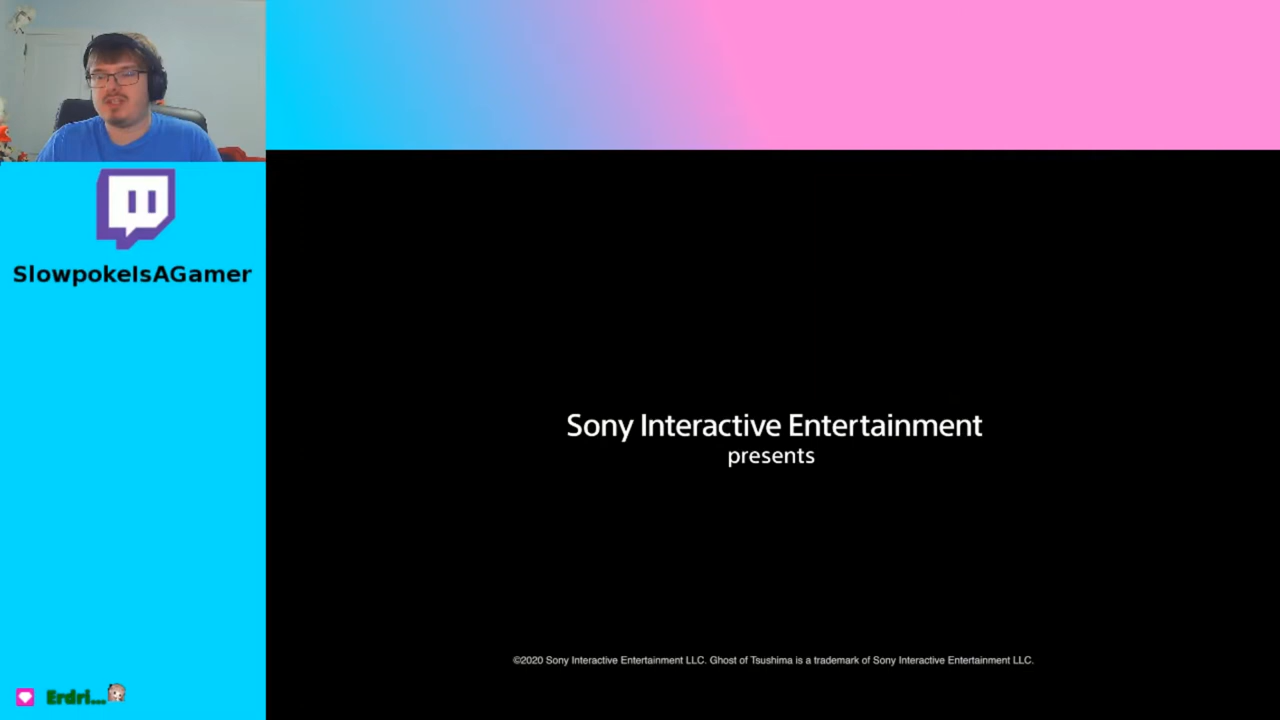 SlowpokeIsAGamer
Sony Interactive Entertainment
presents
©2020 Sony Interactive Entertainment LLC. Ghost of Tsushima is a trademark of Sony Interactive Entertainment LLC.
Erdri...